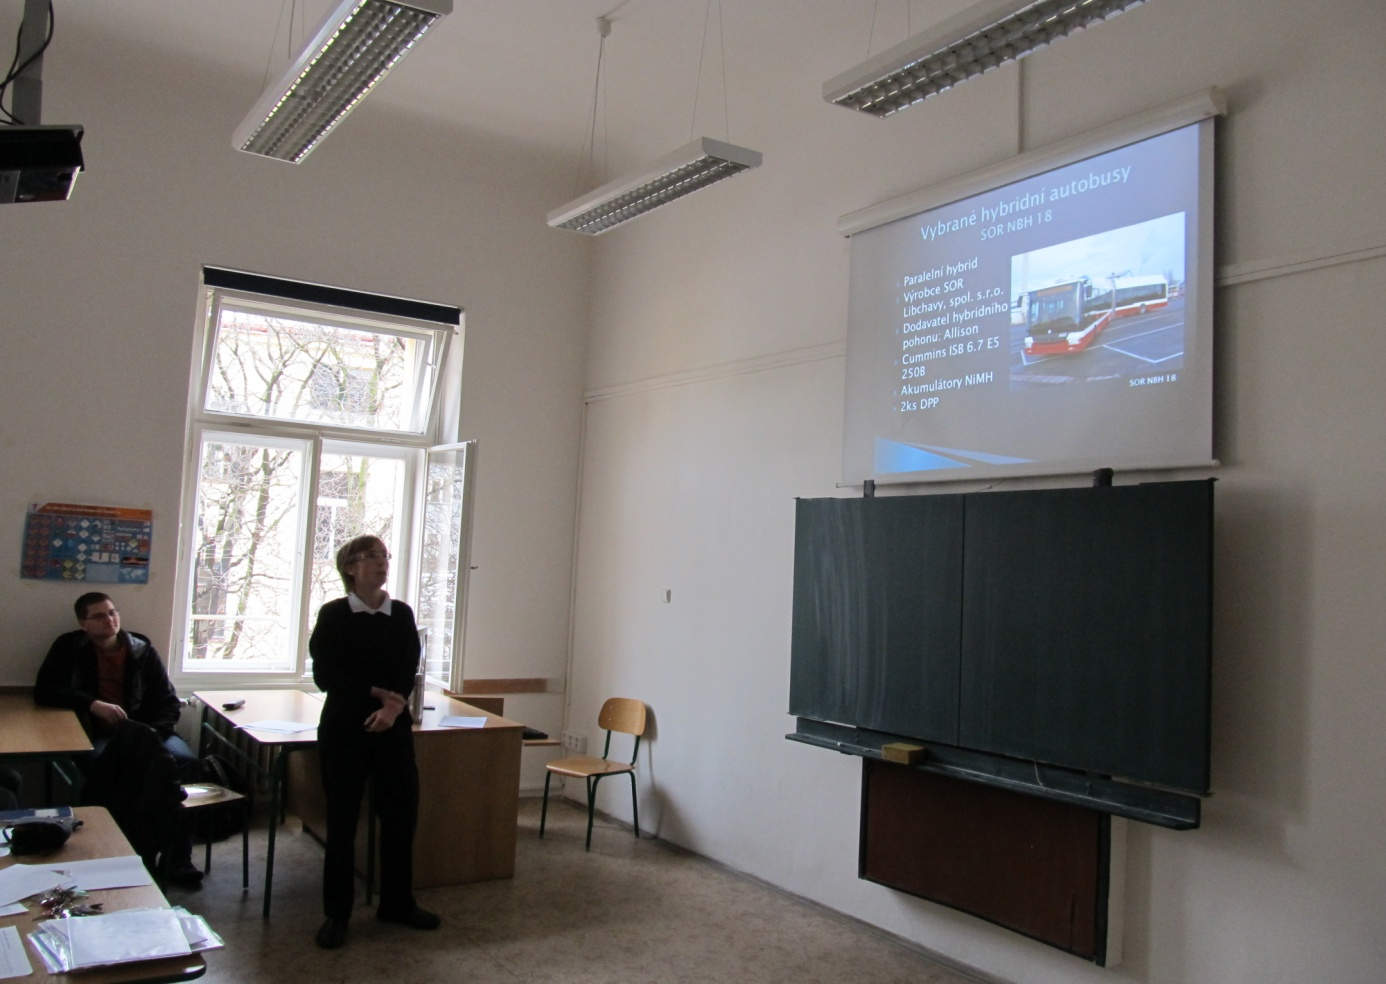 Vybrané hybridní autobusy
SOR NBH 18
Paralelní hybrid
Výrobce SOR
Libchavy, spol. s.r.o.
Dodavatel hybridního
pohonu: Allison
Cummins ISB 6.7 E5
250B
Akumulátory NiMH
2ks DPP
SOR NBH 18